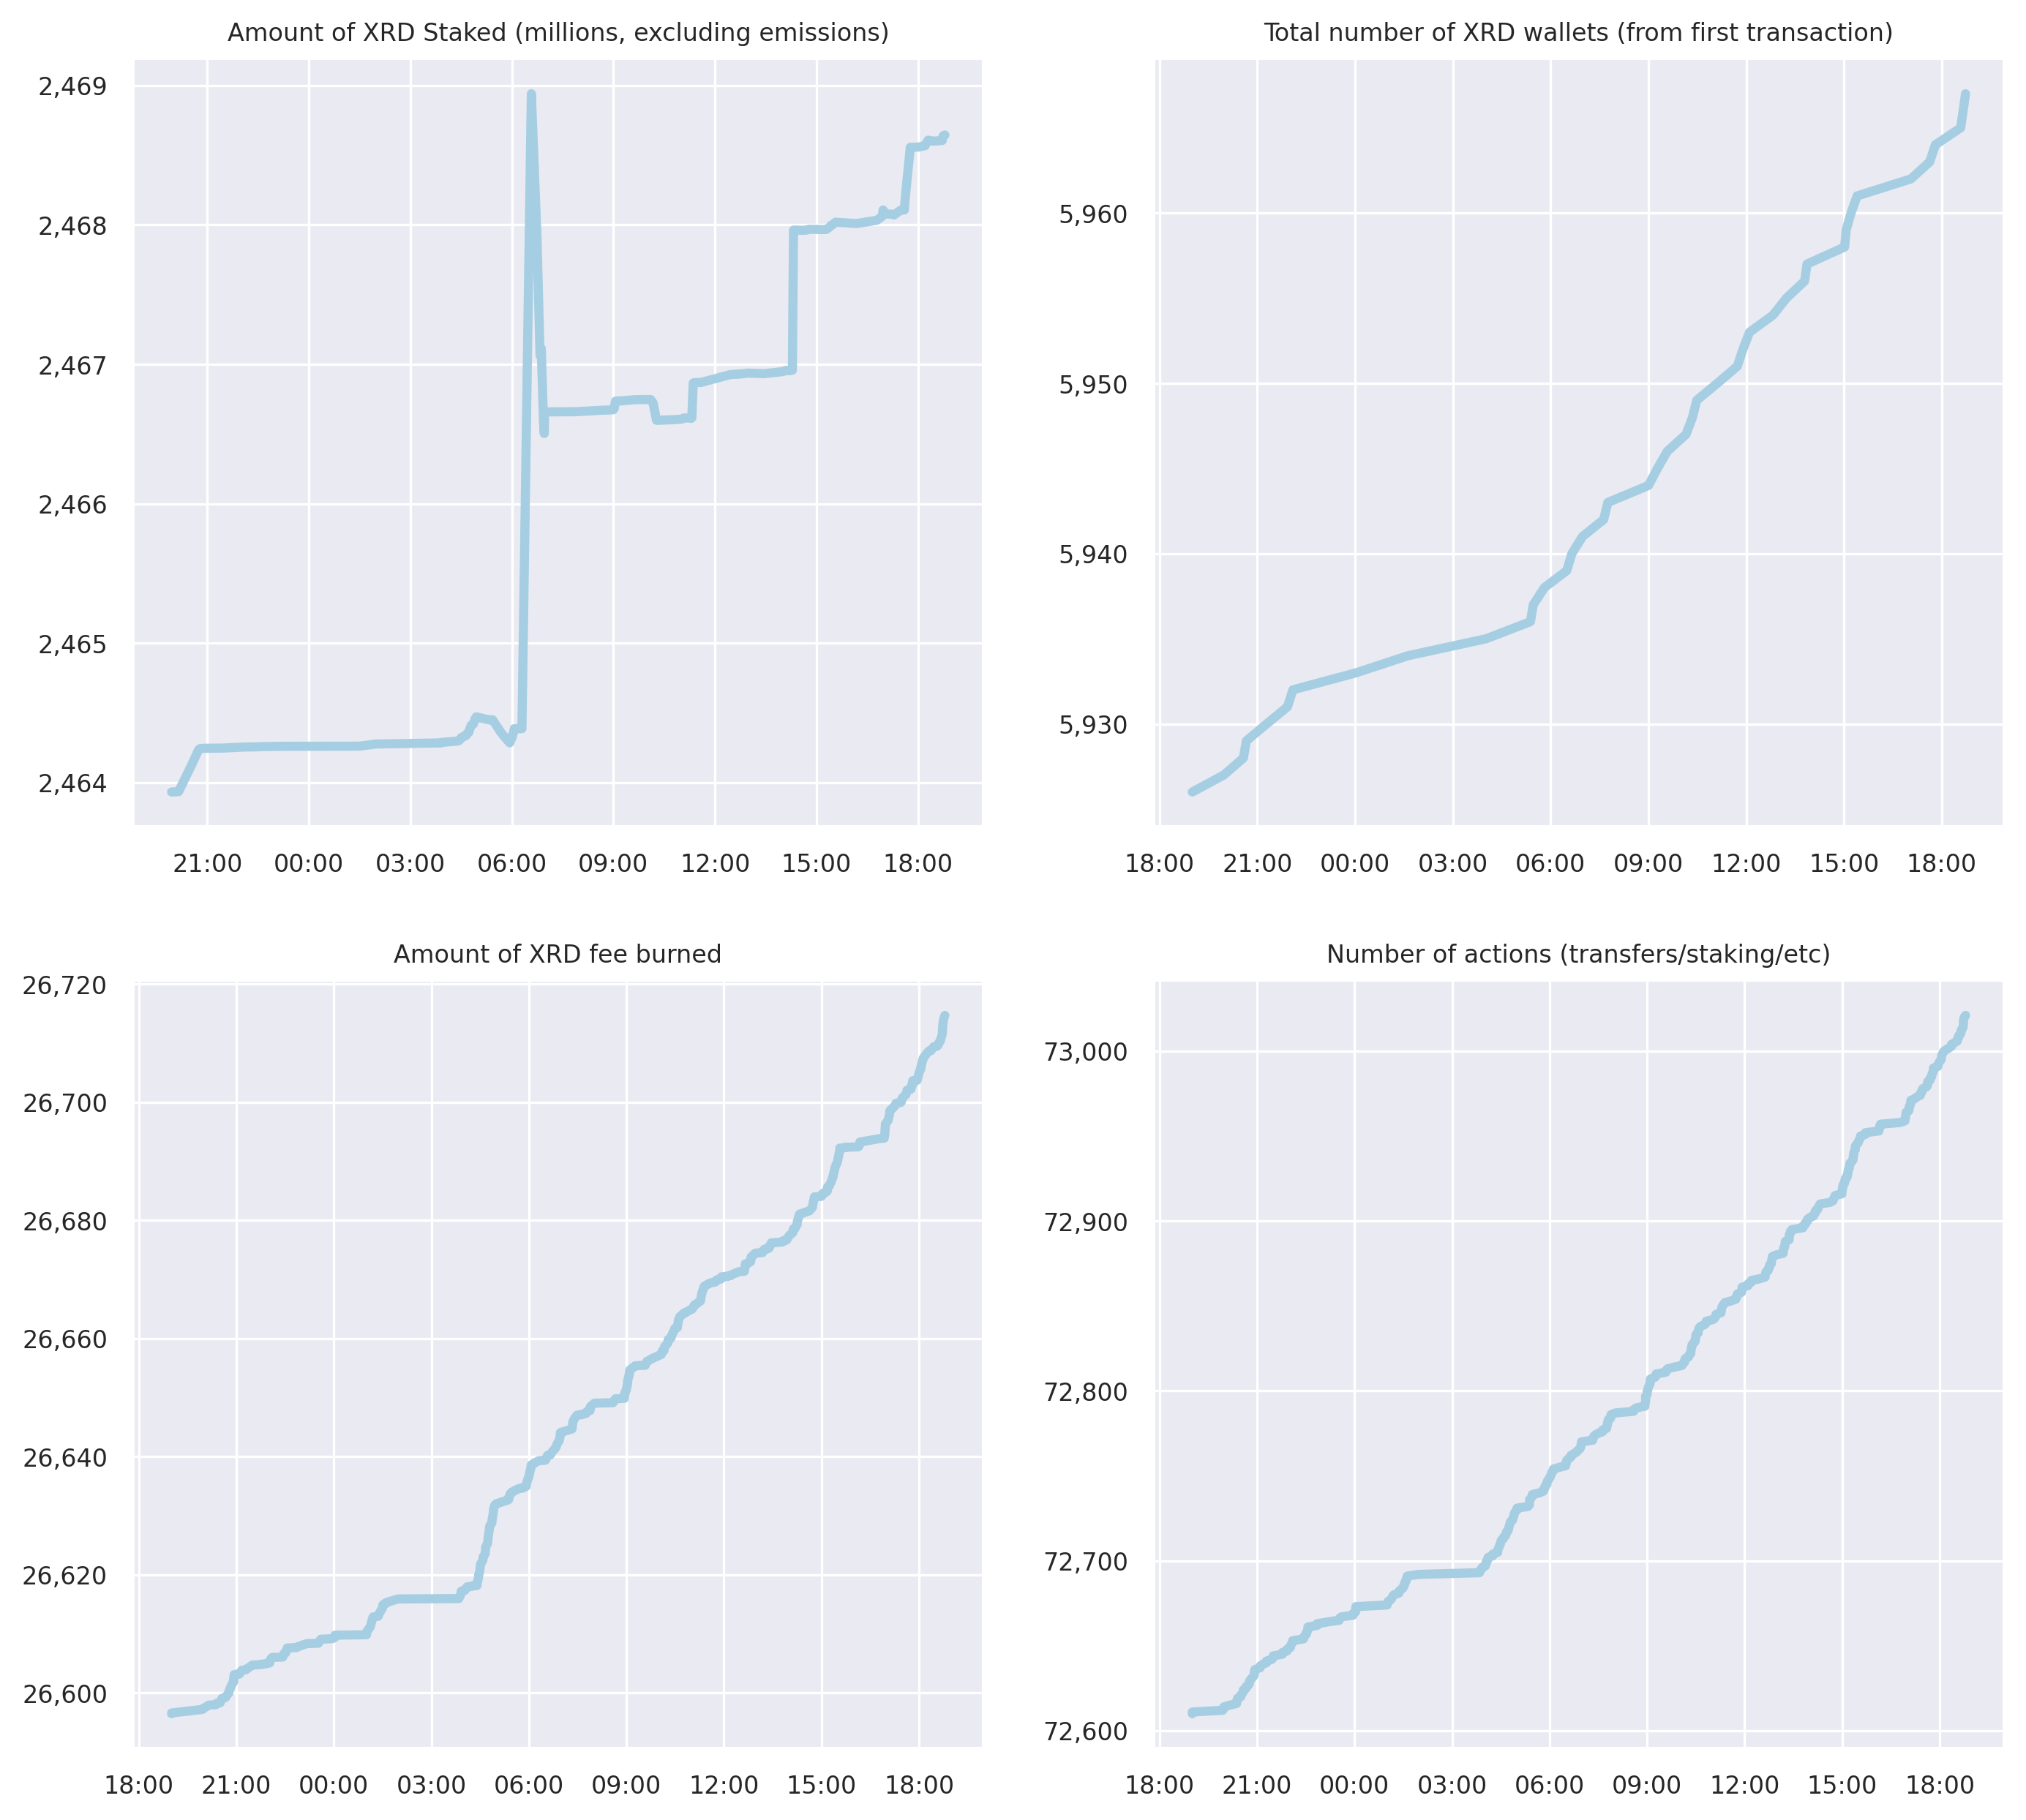 Amount of XRD Staked (millions, excluding emissions)
2,469
2,468
2,467
2,466
2,465
2,464
21:00 00:00 03:00 06:00 09:00 12:00 15:00 18:00
Total number of XRD wallets (from first transaction)
5,960
5,950
5,940
5,930
18:00 21:00 00:00 03:00 06:00 09:00 12:00 15:00 18:00
Amount of XRD fee burned
26,720
26,700
26,680
26,660
26,640
26,620
26,600
18:00 21:00 00:00 03:00 06:00 09:00 12:00 15:00 18:00
Number of actions (transfers/staking/etc)
73,000
72,900
72,800
72,700
72,600
18:00 21:00 00:00 03:00 06:00 09:00 12:00 15:00 18:00